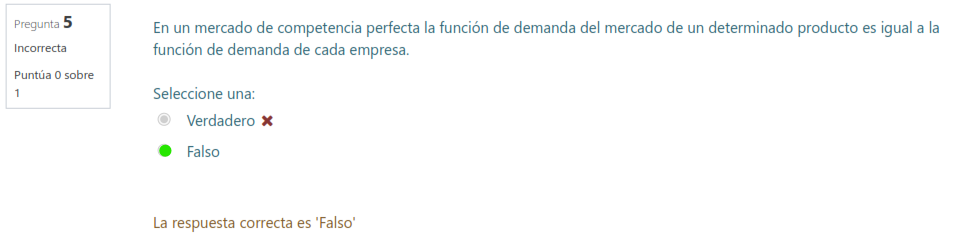 Pregunta 5
Incorrecta
Puntúa 0 sobre
1
En un mercado de competencia perfecta la función de demanda del mercado de un determinado producto es igual a la
función de demanda de cada empresa.
Seleccione una:
Verdadero
Falso
La respuesta correcta es 'Falso'